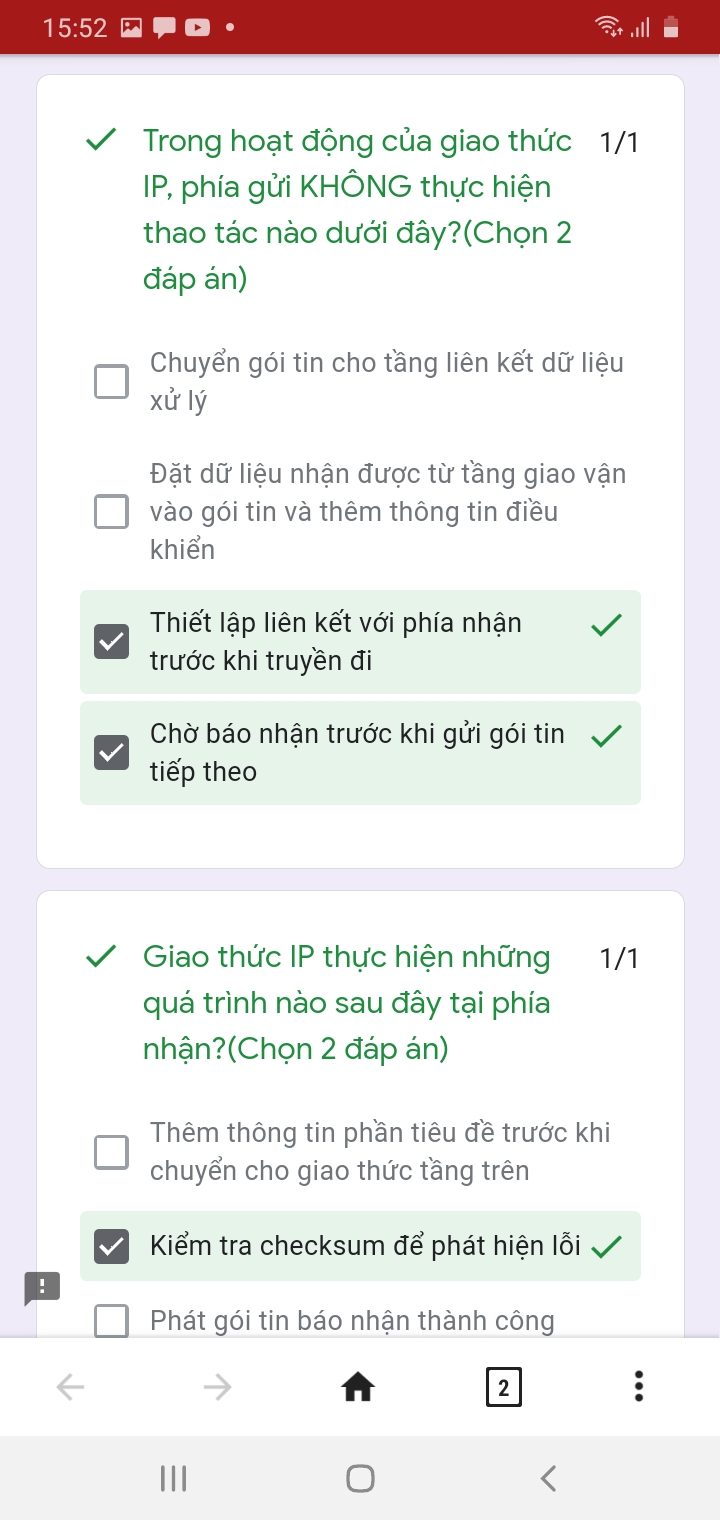 15:52
Trong hoạt động của giao thức 1/1
IP, phía gửi KHÔNG thực hiện
thao tác nào dưới đây?(Chọn 2
đáp án)
Chuyển gói tin cho tầng liên kết dữ liệu
xử lý
Đặt dữ liệu nhận được từ tầng giao vận
vào gói tin và thêm thông tin điều
khiển
Thiết lập liên kết với phía nhận
trước khi truyền đi
Chờ báo nhận trước khi gửi gói tin
tiếp theo
Giao thức IP thực hiện những 1/1
quá trình nào sau đây tại phía
nhận?(Chọn 2 đáp án)
Thêm thông tin phần tiêu đề trước khi
chuyển cho giao thức tầng trên
Kiểm tra checksum để phát hiện lỗi
Phát gói tin báo nhận thành công
2